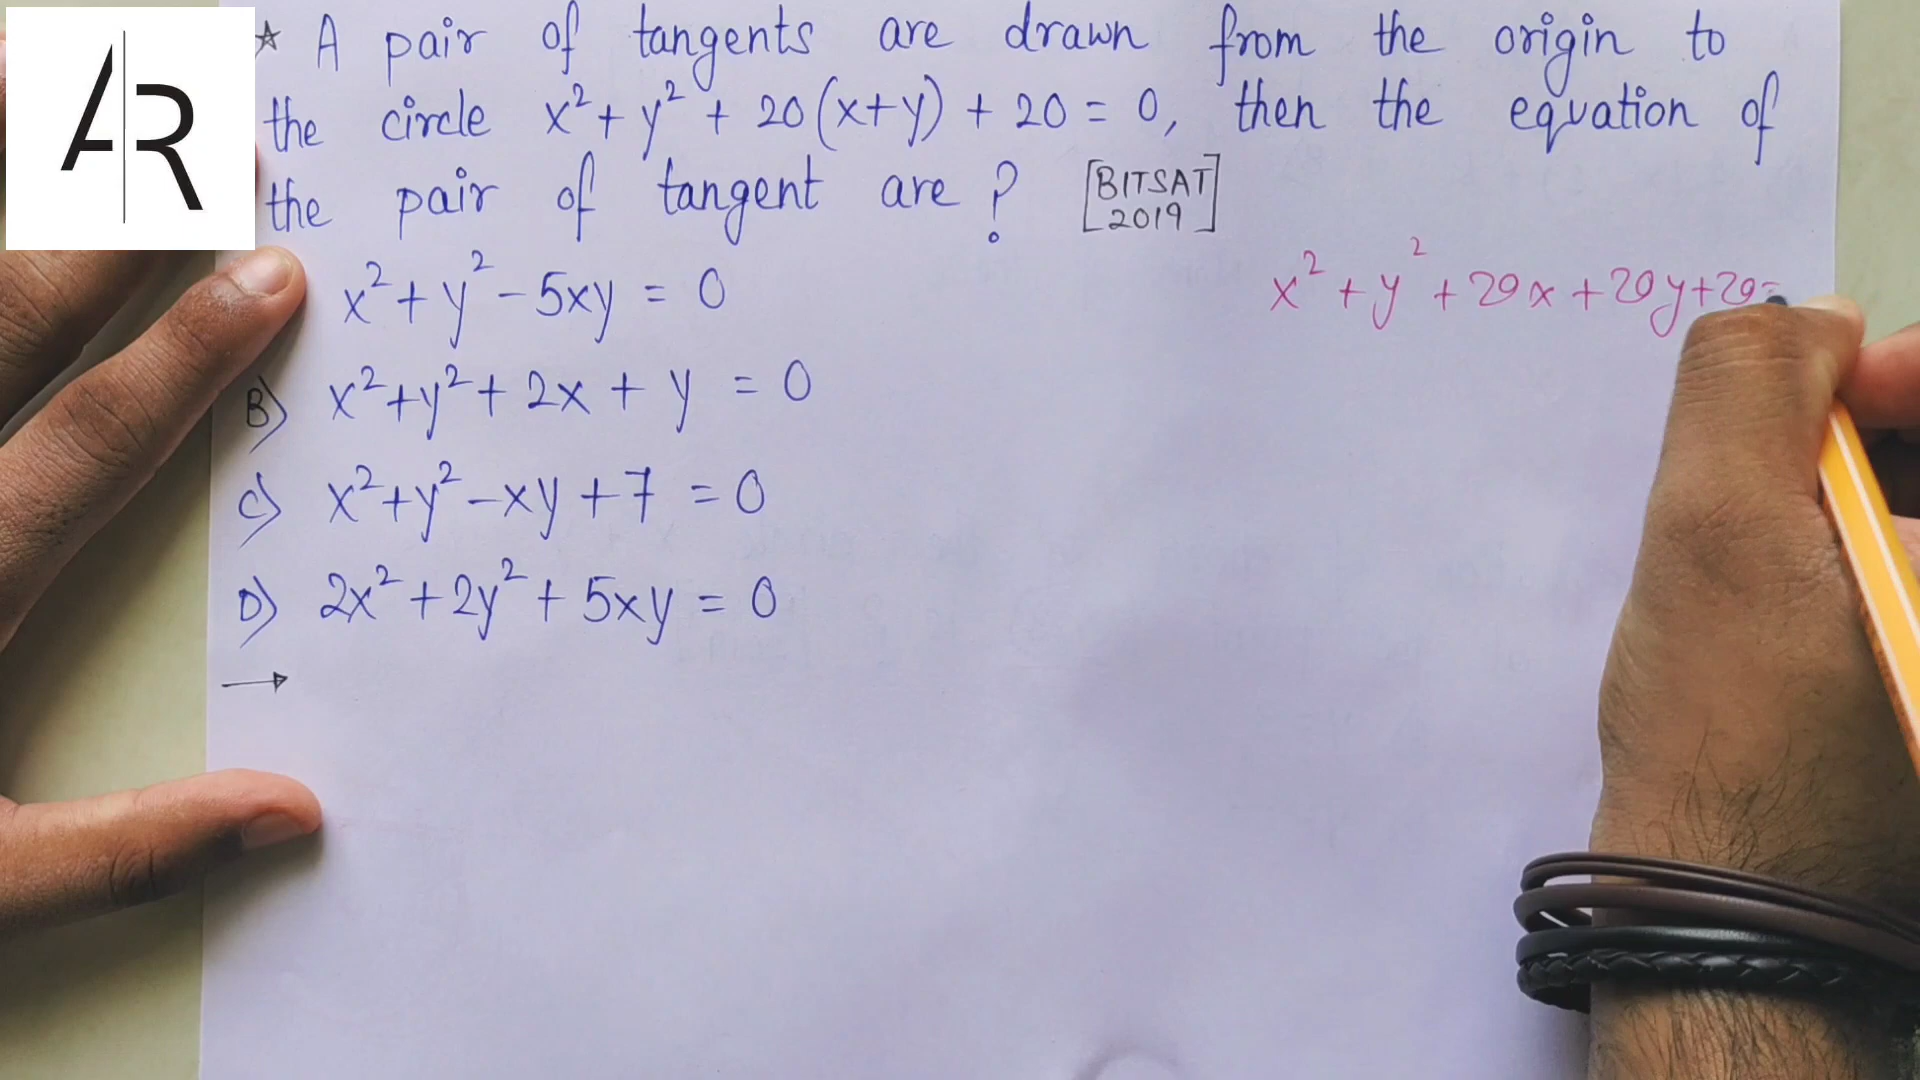 AR
☆ A pair of tangents are drawn from the origin to
the circle x² + y² + 20(x+y) + 20 = 0, then the equation of
the pair of tangent are ? [BITSAT 2019]
x² + y² + 20x + 20y + 20 =
x² + y² - 5xy = 0
B) x² + y² + 2x + y = 0
C) x² + y² - xy + 7 = 0
D) 2x² + 2y² + 5xy = 0
→